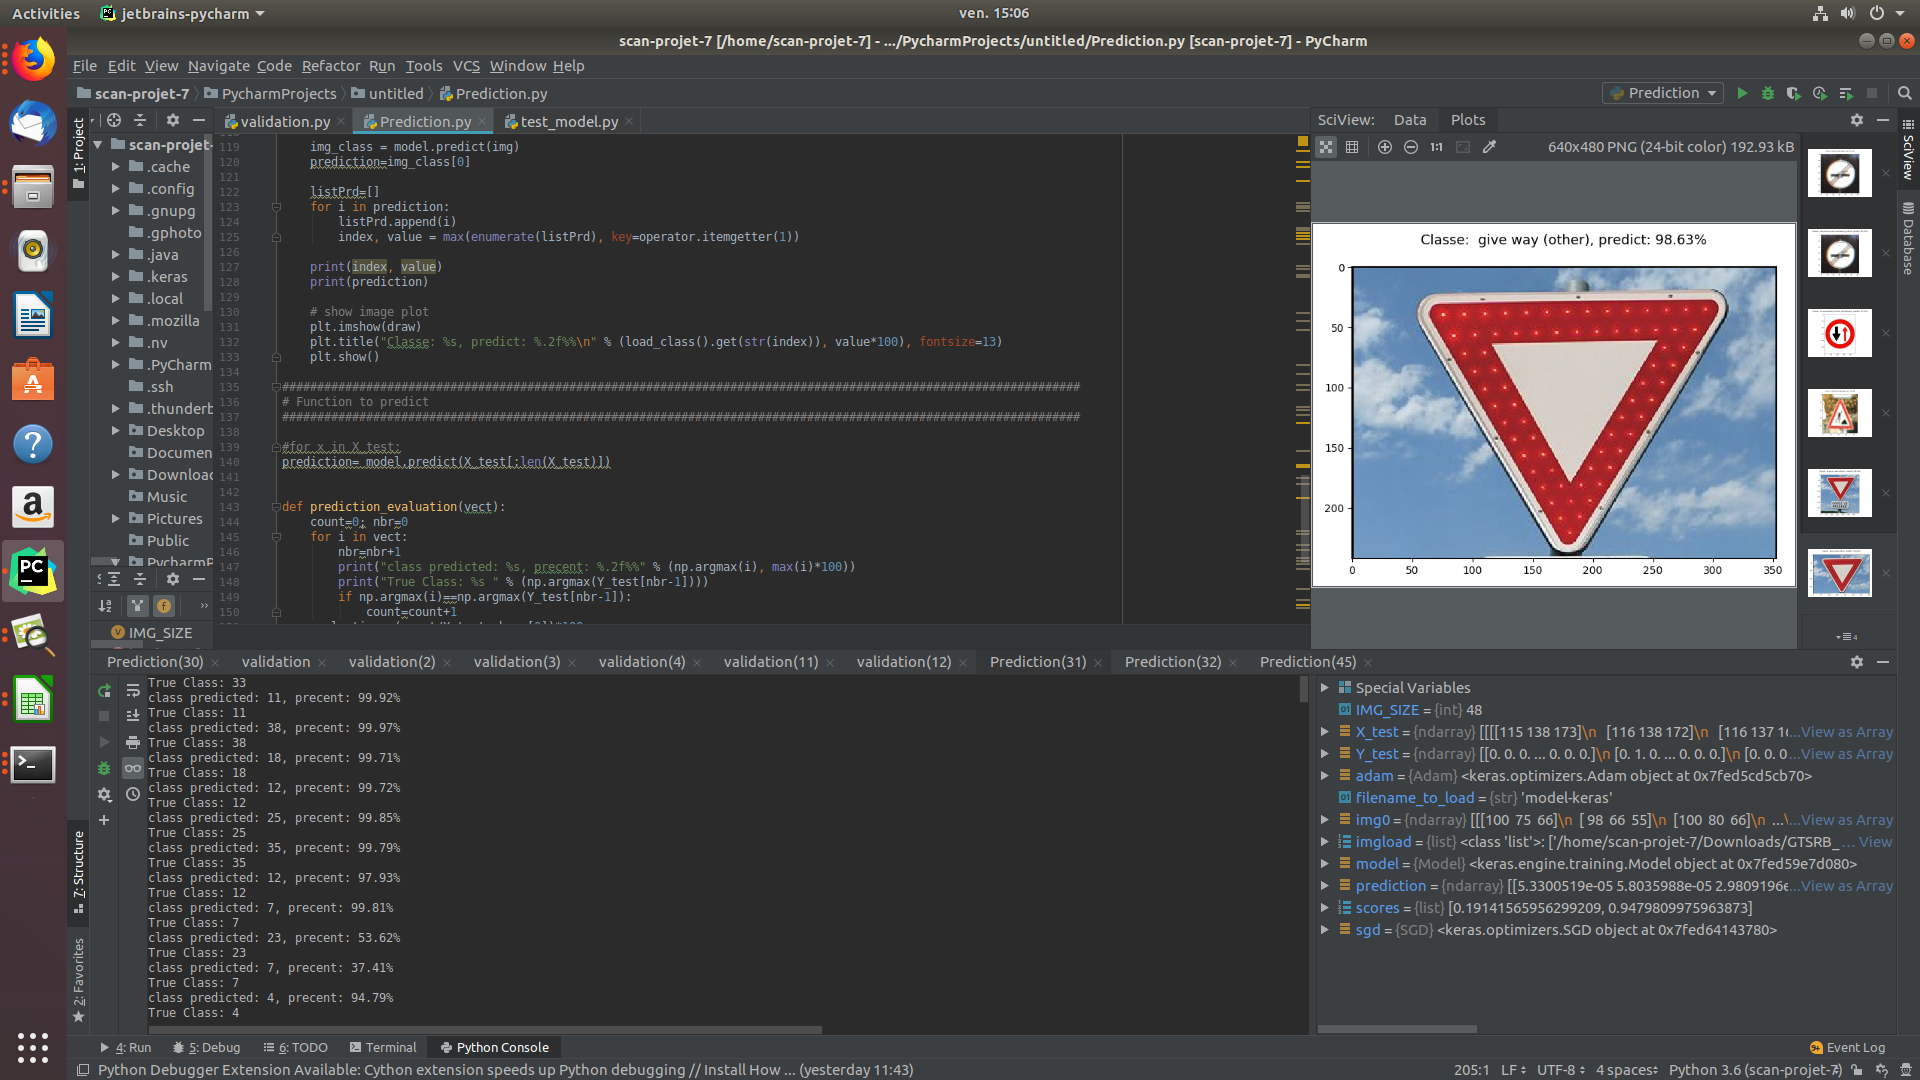 Activities
jetbrains-pycharm
ven. 15:06
scan-projet-7 [/home/scan-projet-7] - .../PycharmProjects/untitled/Prediction.py [scan-projet-7] - PyCharm
File Edit View Navigate Code Refactor Run Tools VCS Window Help
scan-projet-7 PycharmProjects untitled Prediction.py
Prediction
1: Project
scan-projet-
.cache
.config
.gnupg
.gphoto
.java
.keras
.local
.mozilla
.nv
.PyCharm
.ssh
.thunderb
Desktop
Documen
Downloac
Music
Pictures
Public
PycharmP
IMG_SIZE
validation.py
Prediction.py
test_model.py
119 img_class = model.predict(img)
120 prediction=img_class[0]
121
122 listPrd=[]
123 for i in prediction:
124 listPrd.append(i)
125 index, value = max(enumerate(listPrd), key=operator.itemgetter(1))
126
127 print(index, value)
128 print(prediction)
129
130 # show image plot
131 plt.imshow(draw)
132 plt.title("Classe: %s, predict: %.2f%%\n" % (load_class().get(str(index)), value*100), fontsize=13)
133 plt.show()
134
135 ##################################################################################################################
136 # Function to predict
137 ##################################################################################################################
138
139 #for x in X_test:
140 prediction= model.predict(X_test[:len(X_test)])
141
142
143 def prediction_evaluation(vect):
144 count=0; nbr=0
145 for i in vect:
146 nbr=nbr+1
147 print("class predicted: %s, precent: %.2f%%" % (np.argmax(i), max(i)*100))
148 print("True Class: %s " % (np.argmax(Y_test[nbr-1])))
149 if np.argmax(i)==np.argmax(Y_test[nbr-1]):
150 count=count+1
SciView: Data Plots
1:1
640x480 PNG (24-bit color) 192.93 kB
Classe: give way (other), predict: 98.63%
0
50
100
150
200
0 50 100 150 200 250 300 350
4
SciView
Database
Prediction(30) validation validation(2) validation(3) validation(4) validation(11) validation(12) Prediction(31) Prediction(32) Prediction(45)
True Class: 33
class predicted: 11, precent: 99.92%
True Class: 11
class predicted: 38, precent: 99.97%
True Class: 38
class predicted: 18, precent: 99.71%
True Class: 18
class predicted: 12, precent: 99.72%
True Class: 12
class predicted: 25, precent: 99.85%
True Class: 25
class predicted: 35, precent: 99.79%
True Class: 35
class predicted: 12, precent: 97.93%
True Class: 12
class predicted: 7, precent: 99.81%
True Class: 7
class predicted: 23, precent: 53.62%
True Class: 23
class predicted: 7, precent: 37.41%
True Class: 7
class predicted: 4, precent: 94.79%
True Class: 4
Special Variables
IMG_SIZE = {int} 48
X_test = {ndarray} [[[[115 138 173]\n [116 138 172]\n [116 137 1 ...View as Array
Y_test = {ndarray} [[0. 0. 0. ... 0. 0. 0.]\n [0. 1. 0. ... 0. 0. 0.]\n [0. 0. 0 ...View as Array
adam = {Adam} <keras.optimizers.Adam object at 0x7fed5cd5cb70>
filename_to_load = {str} 'model-keras'
img0 = {ndarray} [[[100 75 66]\n [ 98 66 55]\n [100 80 66]\n ...\ ...View as Array
imgload = {list} <class 'list'>: ['/home/scan-projet-7/Downloads/GTSRB_ ... View
model = {Model} <keras.engine.training.Model object at 0x7fed59e7d080>
prediction = {ndarray} [[5.3300519e-05 5.8035988e-05 2.9809196e ...View as Array
scores = {list} [0.19141565956299209, 0.9479809975963873]
sgd = {SGD} <keras.optimizers.SGD object at 0x7fed64143780>
7: Structure
2: Favorites
4: Run 5: Debug 6: TODO Terminal Python Console
Event Log
Python Debugger Extension Available: Cython extension speeds up Python debugging // Install How ... (yesterday 11:43)
205:1 LF UTF-8 4 spaces Python 3.6 (scan-projet-7)